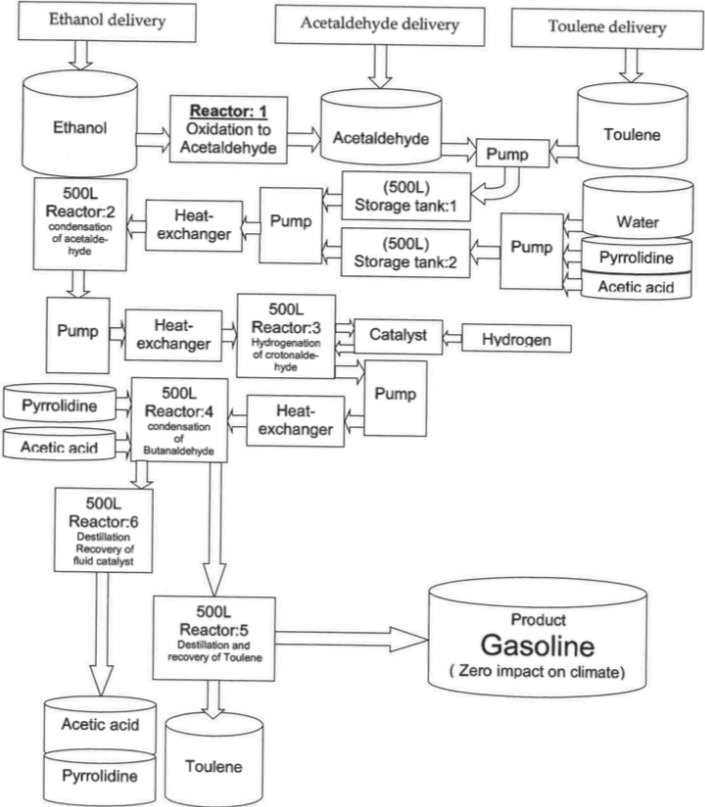 Ethanol delivery
Acetaldehyde delivery
Toulene delivery
Ethanol
Reactor: 1
Oxidation to
Acetaldehyde
Acetaldehyde
Pump
Toulene
500L
Reactor:2
condensation
of acetalde-
hyde
Heat-
exchanger
Pump
(500L)
Storage tank:1
(500L)
Storage tank:2
Pump
Water
Pyrrolidine
Acetic acid
Pump
Heat-
exchanger
500L
Reactor:3
Hydrogenation
of crotonalde-
hyde
Catalyst
Hydrogen
Pyrrolidine
Acetic acid
500L
Reactor:4
condensation
of
Butanaldehyde
Heat-
exchanger
Pump
500L
Reactor:6
Destillation
Recovery of
fluid catalyst
500L
Reactor:5
Destillation and
recovery of Toulene
Product
Gasoline
( Zero impact on climate)
Acetic acid
Pyrrolidine
Toulene